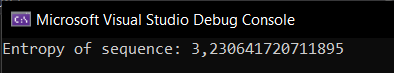 Microsoft Visual Studio Debug Console
Entropy of sequence: 3,230641720711895